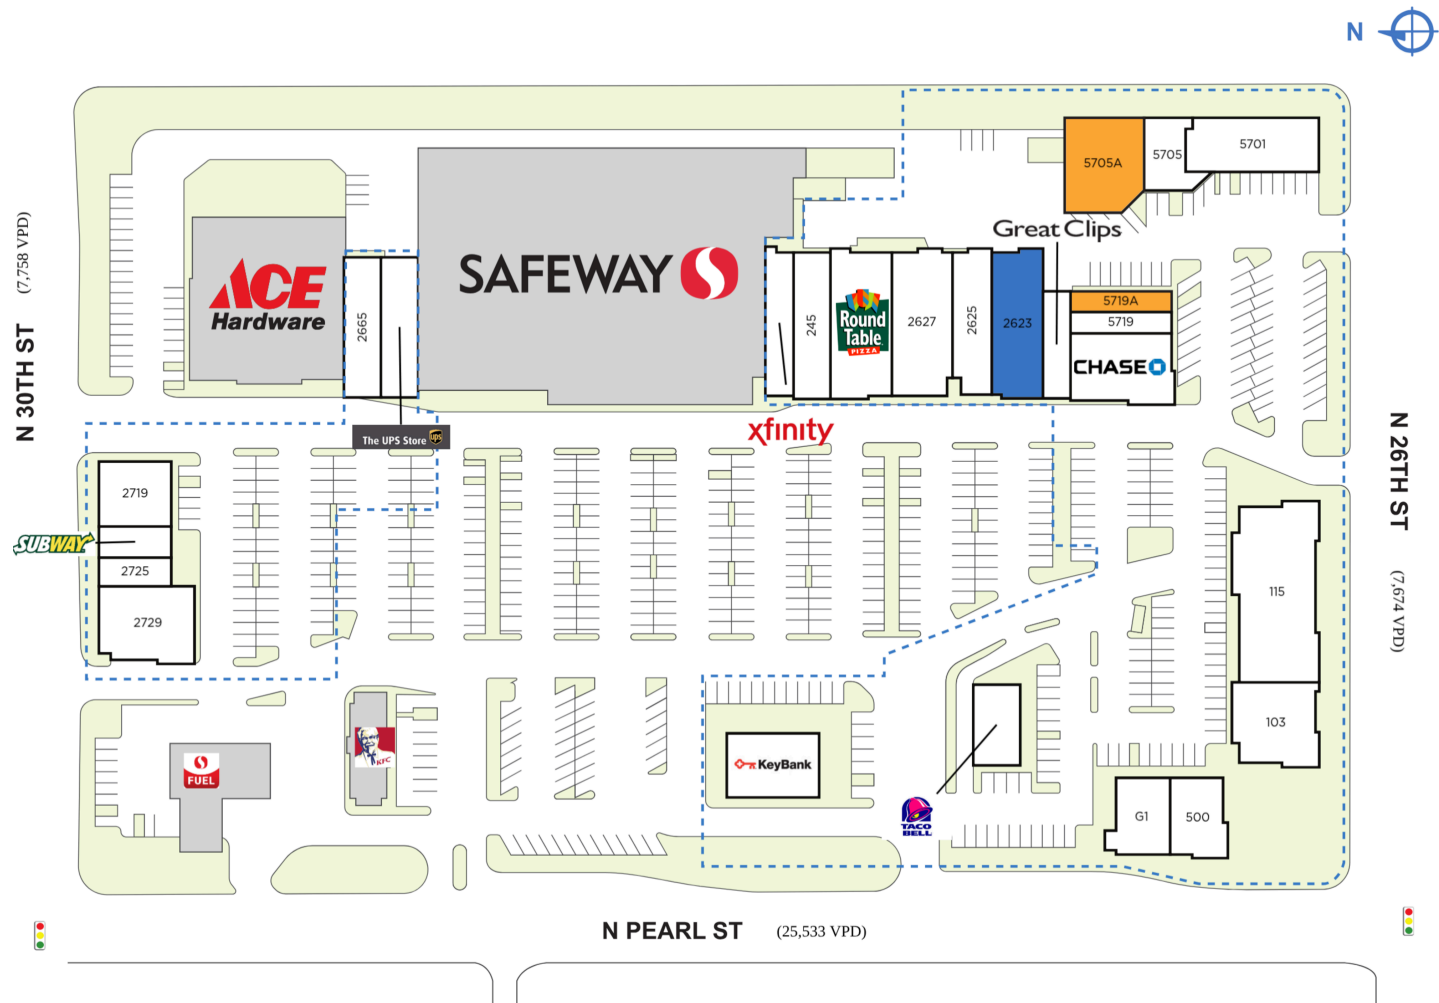 N
5705A
5705
5701
Great Clips
N 30TH ST
(7,758 VPD)
ACE
Hardware
2665
SAFEWAY
245
Round
Table
PIZZA
2627
2625
2623
5719A
5719
CHASE
The UPS Store
ups
xfinity
N 26TH ST
(7,674 VPD)
2719
SUBWAY
2725
2729
115
103
FUEL
KFC
KeyBank
TACO
BELL
G1
500
N PEARL ST
(25,533 VPD)